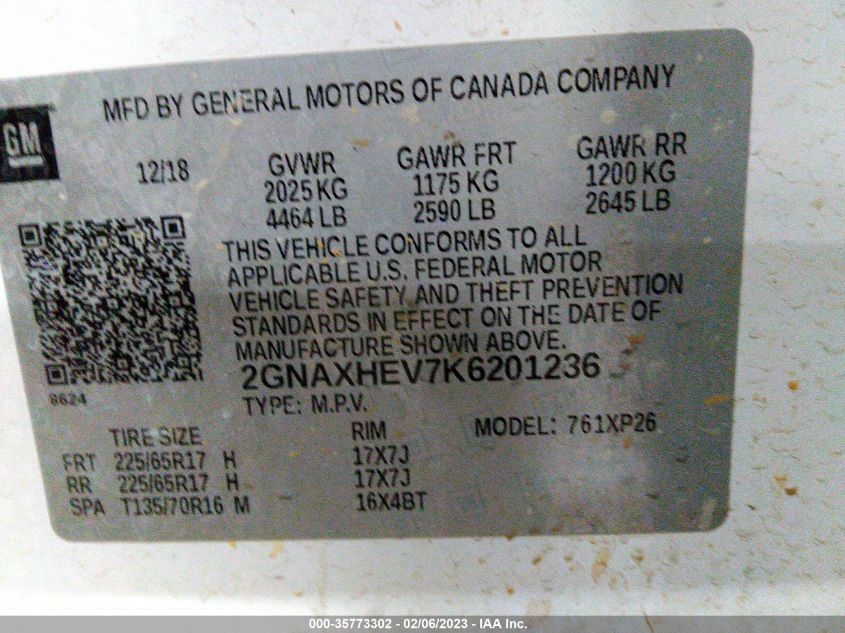 MFD BY GENERAL MOTORS OF CANADA COMPANY
GM
12/18 GVWR GAWR FRT GAWR RR
2025 KG 1175 KG 1200 KG
4464 LB 2590 LB 2645 LB
THIS VEHICLE CONFORMS TO ALL
APPLICABLE U.S. FEDERAL MOTOR
VEHICLE SAFETY AND THEFT PREVENTION
STANDARDS IN EFFECT ON THE DATE OF
MANUFACTURE SHOWN ABOVE.
2GNAXHEV7K6201236
8624
TYPE: M.P.V. MODEL: 761XP26
TIRE SIZE RIM
FRT 225/65R17 H 17X7J
RR 225/65R17 H 17X7J
SPA T135/70R16 M 16X4BT
000-35773302 - 02/06/2023 - IAA Inc.